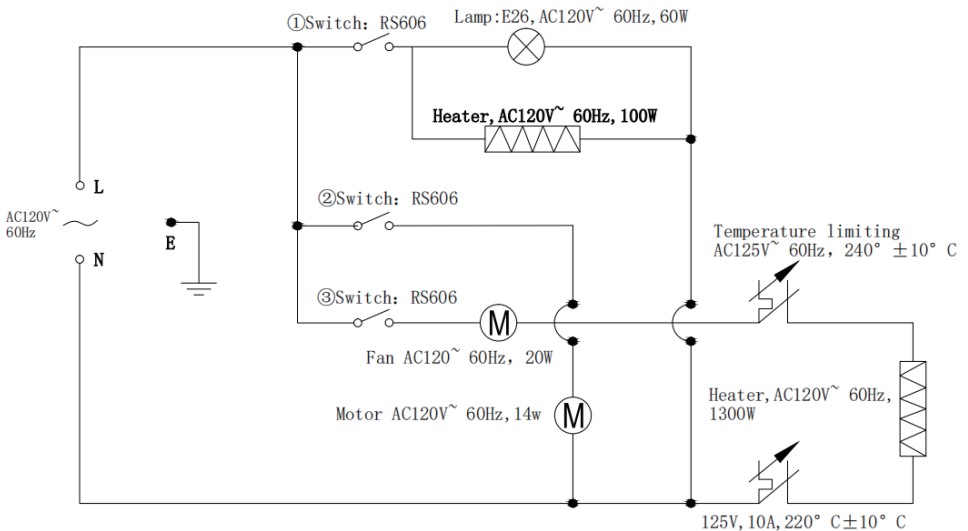 ①Switch: RS606
Lamp:E26,AC120V~ 60Hz,60W
Heater,AC120V~ 60Hz,100W
L
②Switch: RS606
AC120V~
60Hz
E
N
Temperature limiting
AC125V~ 60Hz, 240° ±10° C
③Switch: RS606
M
Fan AC120~ 60Hz, 20W
Heater,AC120V~ 60Hz,
1300W
Motor AC120V~ 60Hz,14w
M
125V,10A,220° C±10° C